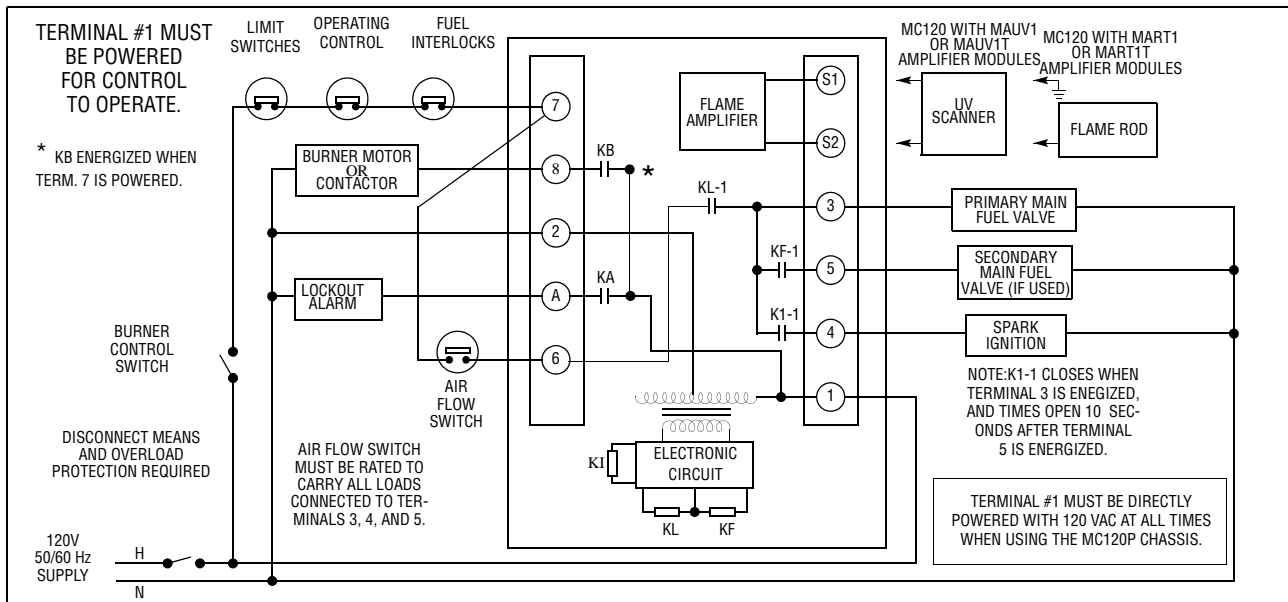 TERMINAL #1 MUST
BE POWERED
FOR CONTROL
TO OPERATE.
* KB ENERGIZED WHEN
TERM. 7 IS POWERED.
LIMIT
SWITCHES
OPERATING
CONTROL
FUEL
INTERLOCKS
MC120 WITH MAUV1
OR MAUV1T
AMPLIFIER MODULES
MC120 WITH MART1
OR MART1T
AMPLIFIER MODULES
7
FLAME
AMPLIFIER
S1
S2
UV
SCANNER
FLAME ROD
BURNER MOTOR
OR
CONTACTOR
8
KB
*
KL-1
3
PRIMARY MAIN
FUEL VALVE
2
KF-1
5
SECONDARY
MAIN FUEL
VALVE (IF USED)
LOCKOUT
ALARM
A
KA
K1-1
4
SPARK
IGNITION
BURNER
CONTROL
SWITCH
AIR
FLOW
SWITCH
6
1
NOTE:K1-1 CLOSES WHEN
TERMINAL 3 IS ENEGIZED,
AND TIMES OPEN 10 SEC-
ONDS AFTER TERMINAL
5 IS ENERGIZED.
DISCONNECT MEANS
AND OVERLOAD
PROTECTION REQUIRED
AIR FLOW SWITCH
MUST BE RATED TO
CARRY ALL LOADS
CONNECTED TO TER-
MINALS 3, 4, AND 5.
KI
ELECTRONIC
CIRCUIT
KL
KF
TERMINAL #1 MUST BE DIRECTLY
POWERED WITH 120 VAC AT ALL TIMES
WHEN USING THE MC120P CHASSIS.
120V
50/60 Hz
SUPPLY
H
N